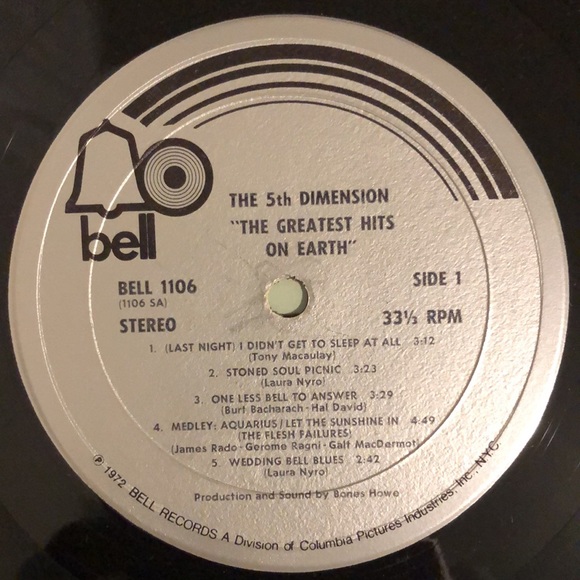 bell
THE 5th DIMENSION
"THE GREATEST HITS
ON EARTH"
BELL 1106
(1106 SA)
STEREO
SIDE 1
33⅓ RPM
1. (LAST NIGHT) I DIDN'T GET TO SLEEP AT ALL 3:12
(Tony Macaulay)
2. STONED SOUL PICNIC 3:23
(Laura Nyro)
3. ONE LESS BELL TO ANSWER 3:29
(Burt Bacharach - Hal David)
4. MEDLEY: AQUARIUS/LET THE SUNSHINE IN 4:49
(THE FLESH FAILURES)
(James Rado - Gerome Ragni - Galt MacDermot)
5. WEDDING BELL BLUES 2:42
(Laura Nyro)
Production and Sound by Bones Howe
℗ 1972 BELL RECORDS A Division of Columbia Pictures Industries, Inc., NYC